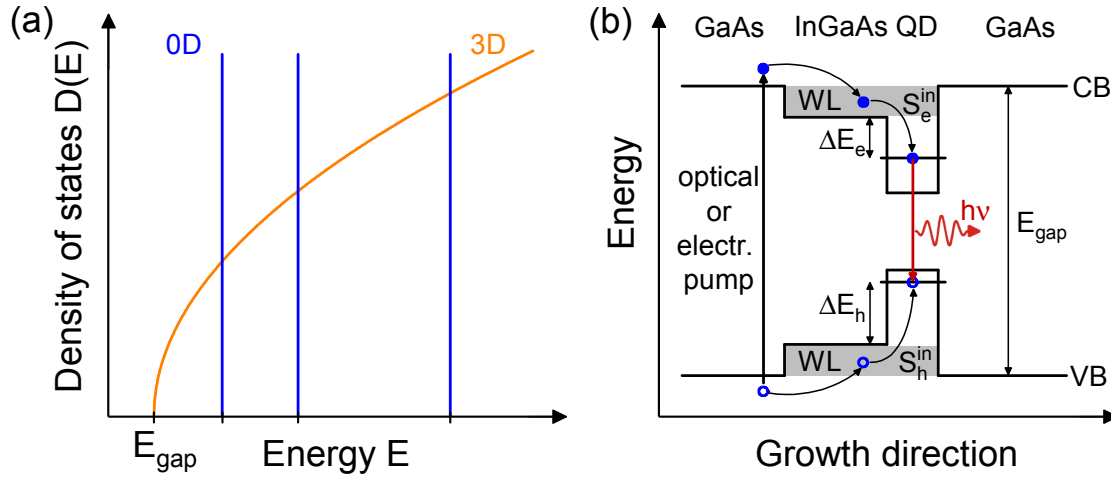 (a)
0D
3D
Density of states D(E)
E_gap
Energy E
(b)
GaAs
InGaAs QD
GaAs
CB
WL
S_e^in
ΔE_e
optical
or
electr.
pump
hν
E_gap
ΔE_h
WL
S_h^in
VB
Energy
Growth direction